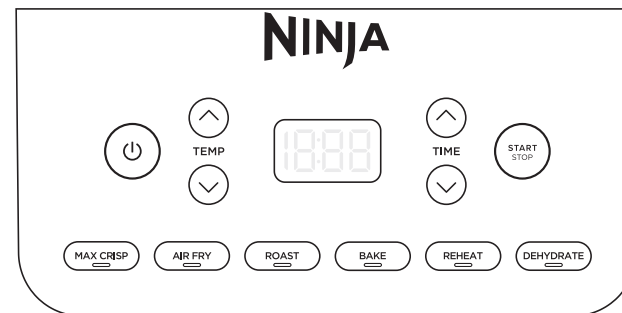 NINJA
TEMP
18:88
TIME
START
STOP
MAX CRISP
AIR FRY
ROAST
BAKE
REHEAT
DEHYDRATE